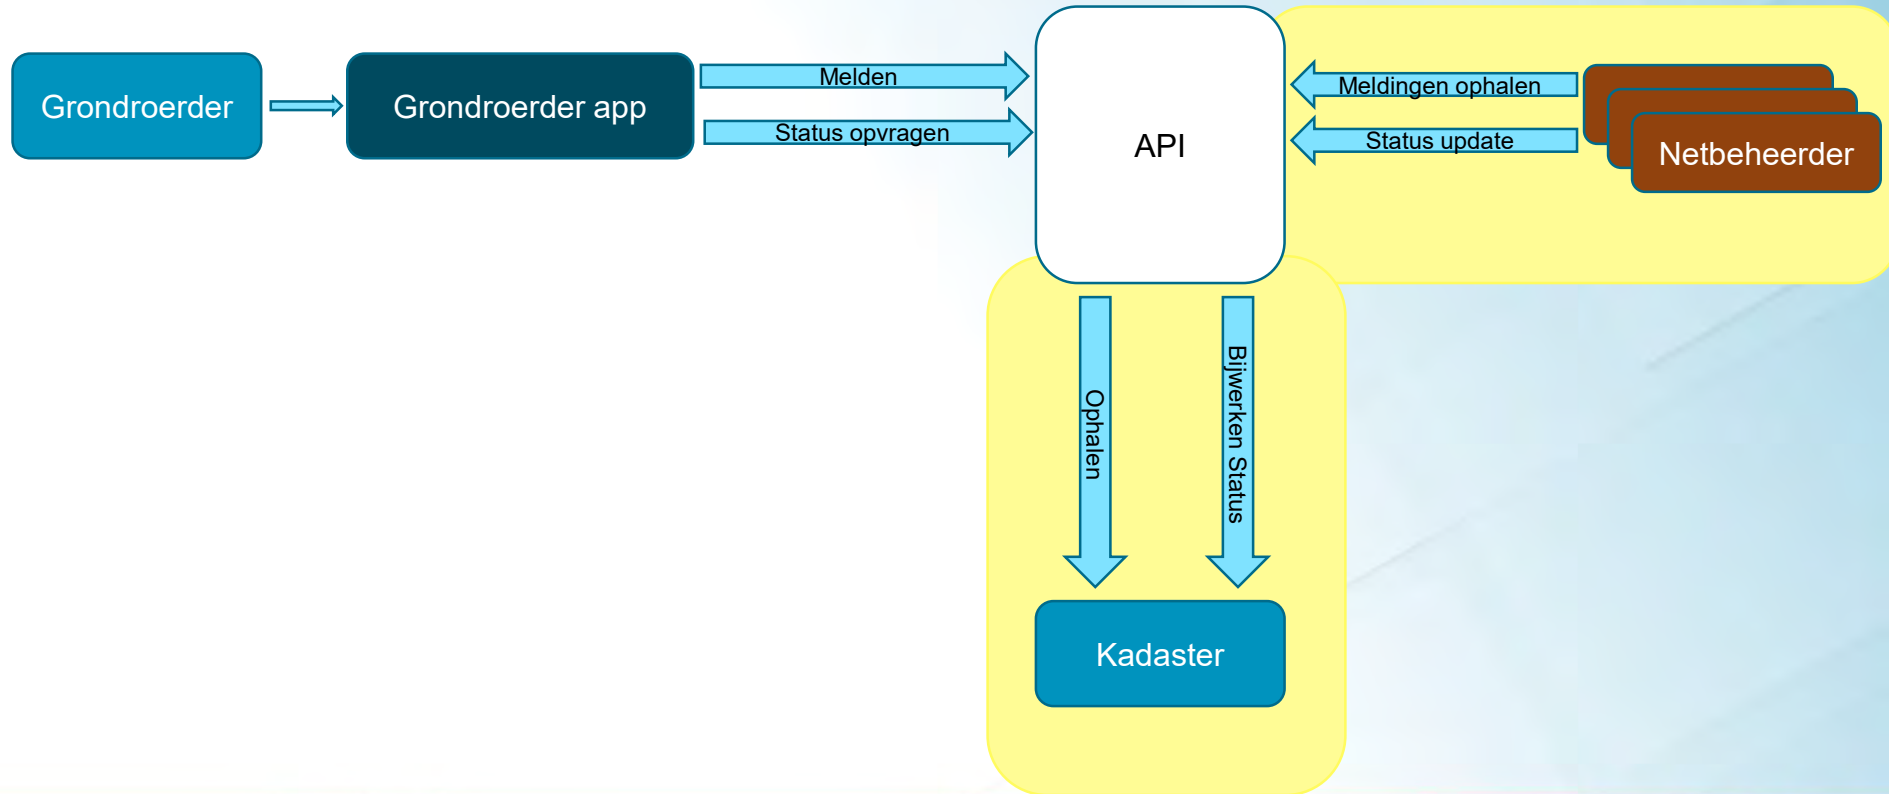 Grondroerder
Grondroerder app
Melden
Status opvragen
API
Meldingen ophalen
Status update
Netbeheerder
Ophalen
Bijwerken Status
Kadaster